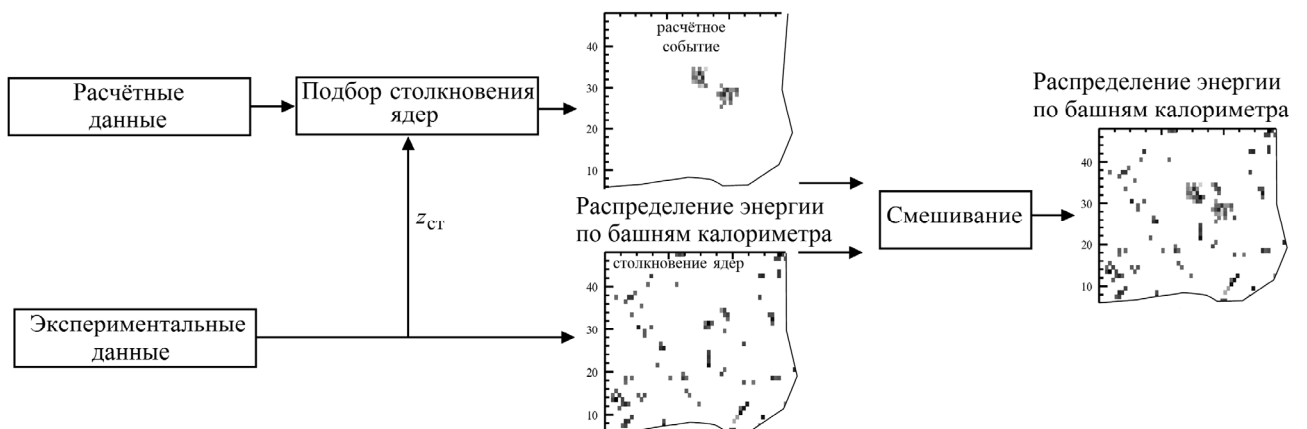 Расчётные
данные
Подбор столкновения
ядер
расчётное
событие
40
30
20
10
Распределение энергии
по башням калориметра
z ст
Экспериментальные
данные
столкновение ядер
40
30
20
10
Смешивание
Распределение энергии
по башням калориметра
40
30
20
10